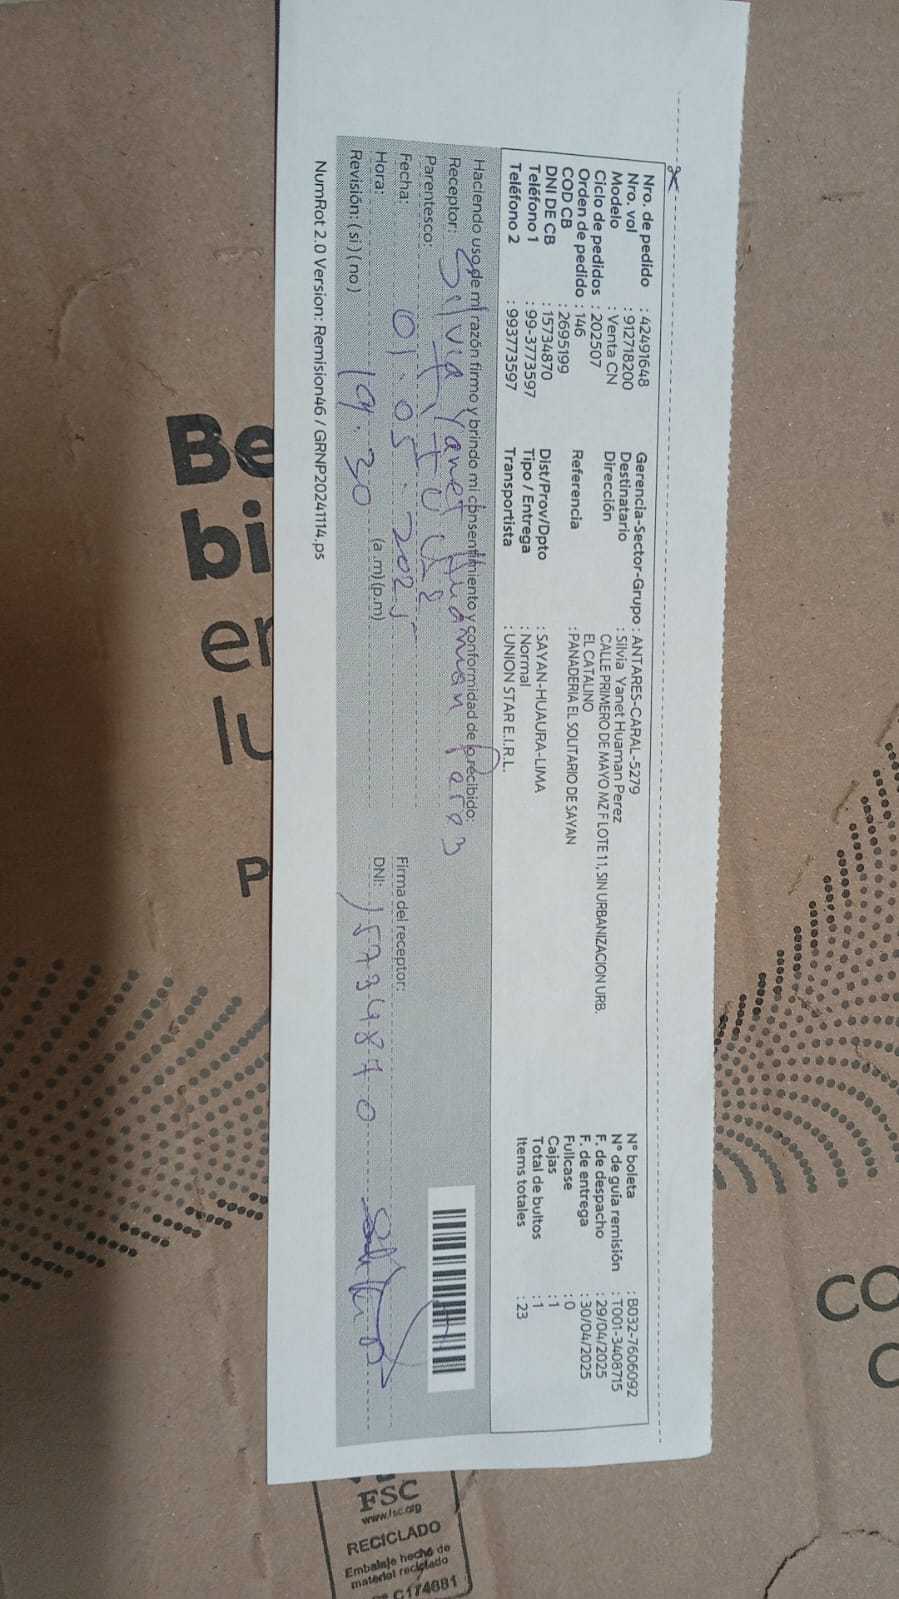 Nro. de pedido : 42491648
Nro. vol : 912718200
Modelo : Venta CN
Ciclo de pedidos : 202507
Orden de pedido : 146
COD CB : 2695199
DNI DE CB : 15734870
Teléfono 1 : 99-3773597
Teléfono 2 : 993773597
Gerencia-Sector-Grupo : ANTARES-CARAL-5279
Destinatario : Silvia Yanet Huaman Perez
Dirección : CALLE PRIMERO DE MAYO MZ F LOTE 11, SIN URBANIZACION URB.
EL CATALINO
Referencia : PANADERIA EL SOLITARIO DE SAYAN
Dist/Prov/Dpto : SAYAN-HUAURA-LIMA
Tipo / Entrega : Normal
Transportista : UNION STAR E.I.R.L.
N° boleta : B032-7606092
N° de guía remisión : T001-3408715
F. de despacho : 29/04/2025
F. de entrega : 30/04/2025
Fullcase : 0
Cajas : 1
Total de bultos : 1
Items totales : 23
Haciendo uso de mi razón firmo y brindo mi consentimiento y conformidad de lo recibido:
Receptor: Silvia Yanet Huaman Perez
Parentesco:
Fecha: 01.05.2025
Hora: 19.30 (a.m)(p.m)
Revisión: (si)(no)
Firma del receptor:
DNI: 15734870
NumRot 2.0 Version: Remision46 / GRNP20241114.ps
Be
bi
en
lu
P
co
FSC
www.fsc.org
RECICLADO
Embalaje hecho de
material reciclado
C174681